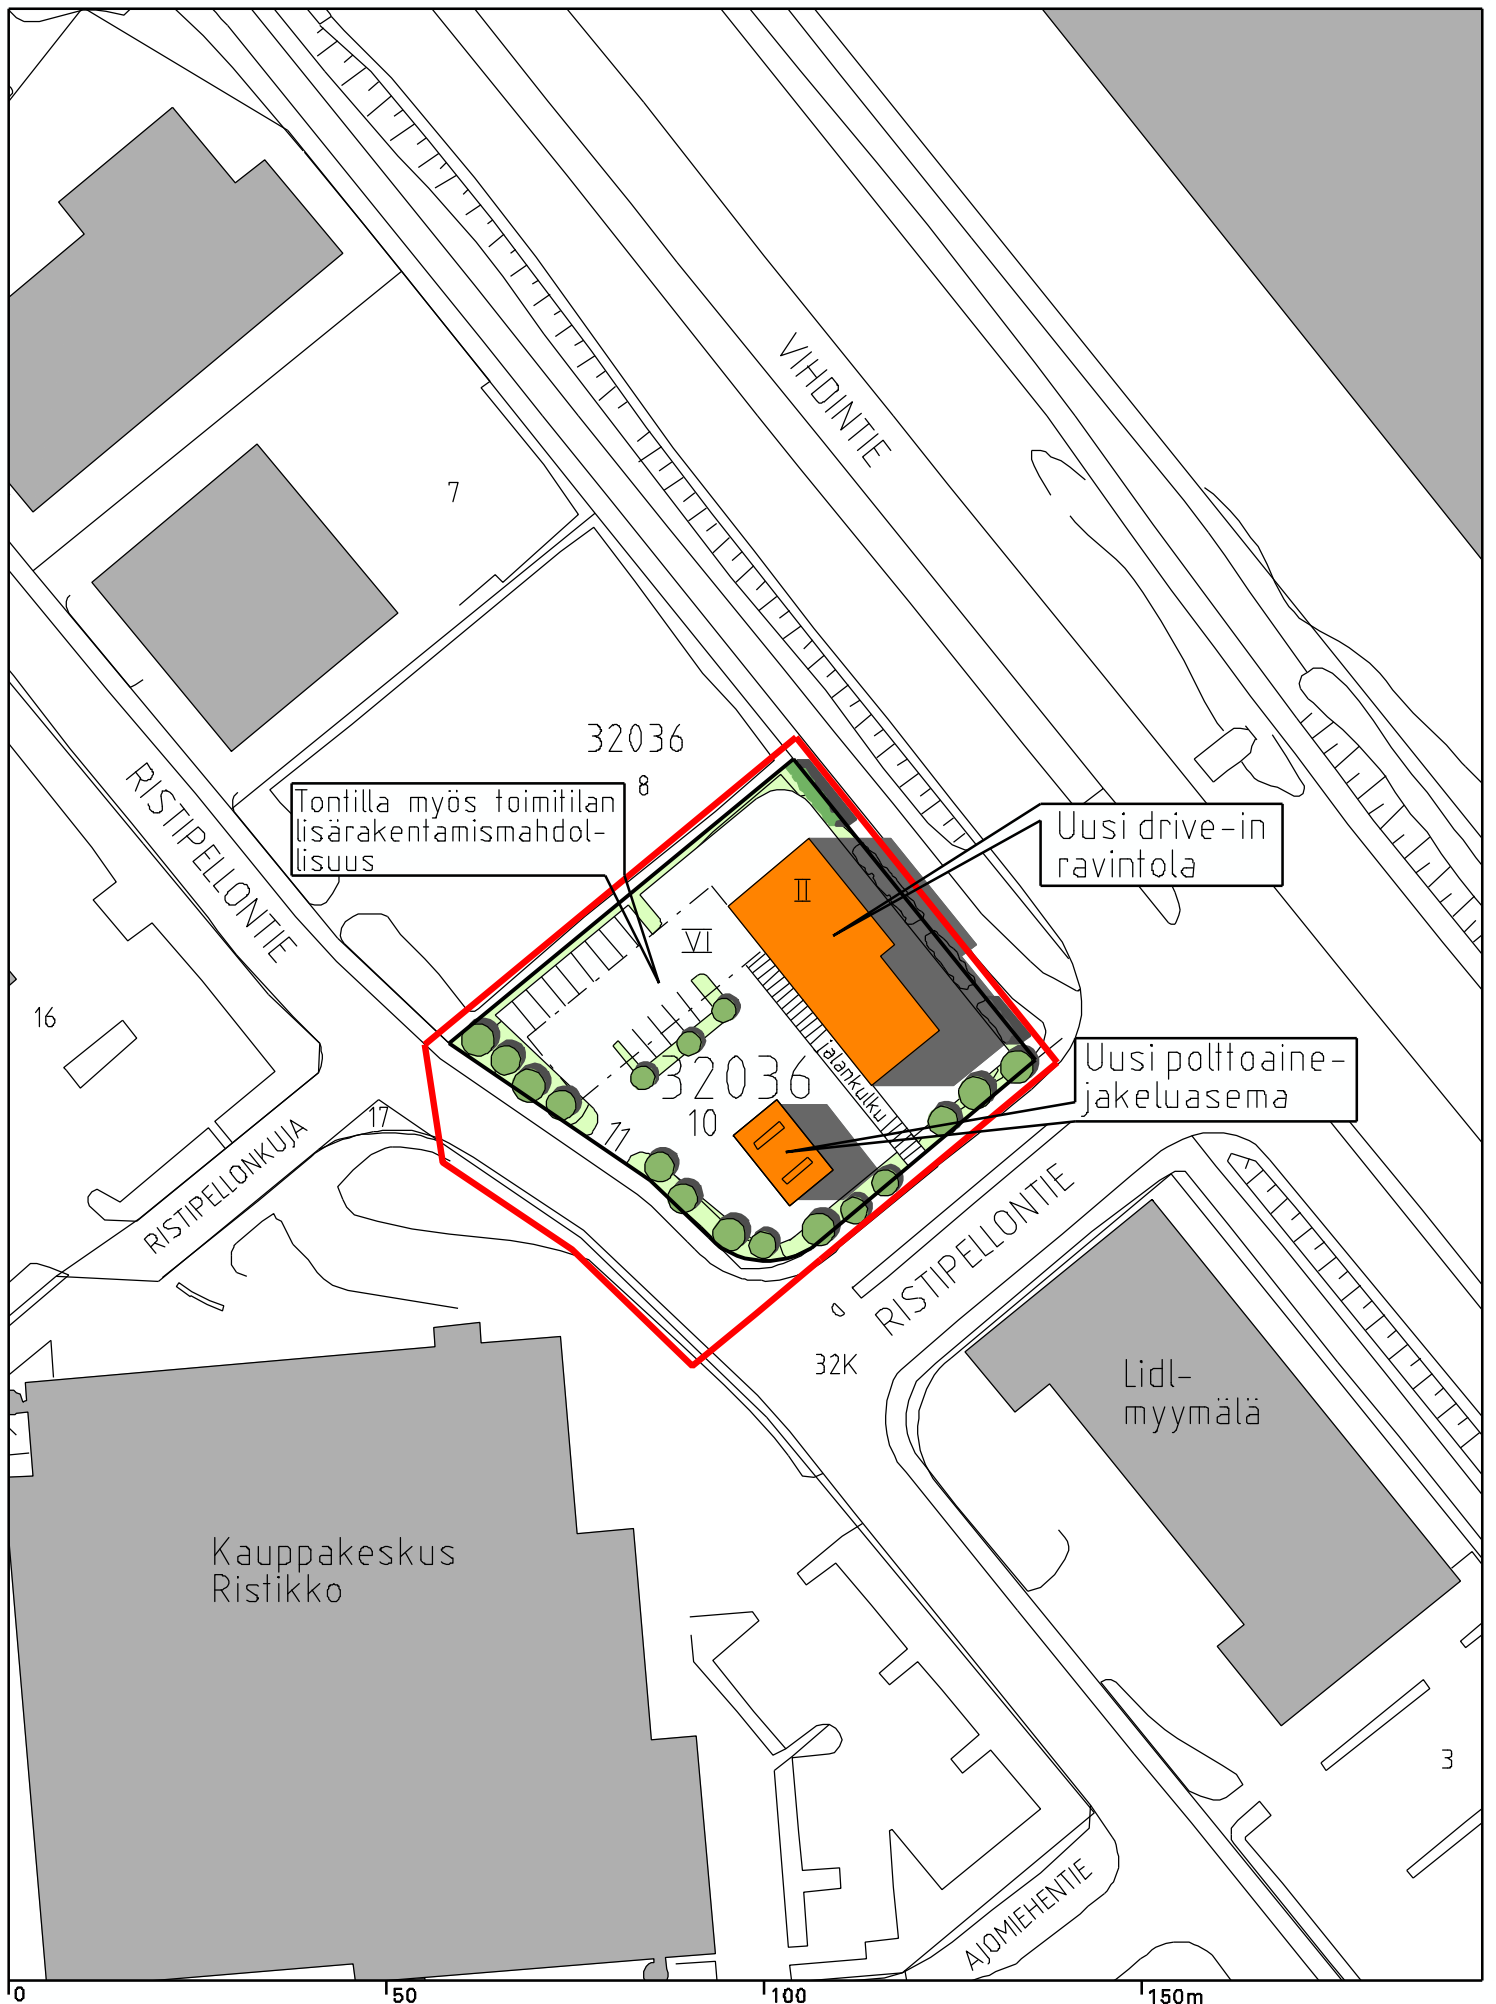 VIHDINTIE
7
32036
8
RISTIPELLONTIE
Tontilla myös toimitilan
lisärakentamismahdol-
lisuus
Uusi drive-in
ravintola
II
VI
16
jalankulku
32036
10
11
Uusi polttoaine-
jakeluasema
17
RISTIPELLONKUJA
RISTIPELLONTIE
32K
Lidl-
myymälä
Kauppakeskus
Ristikko
3
AJOMIEHENTIE
0
50
100
150m